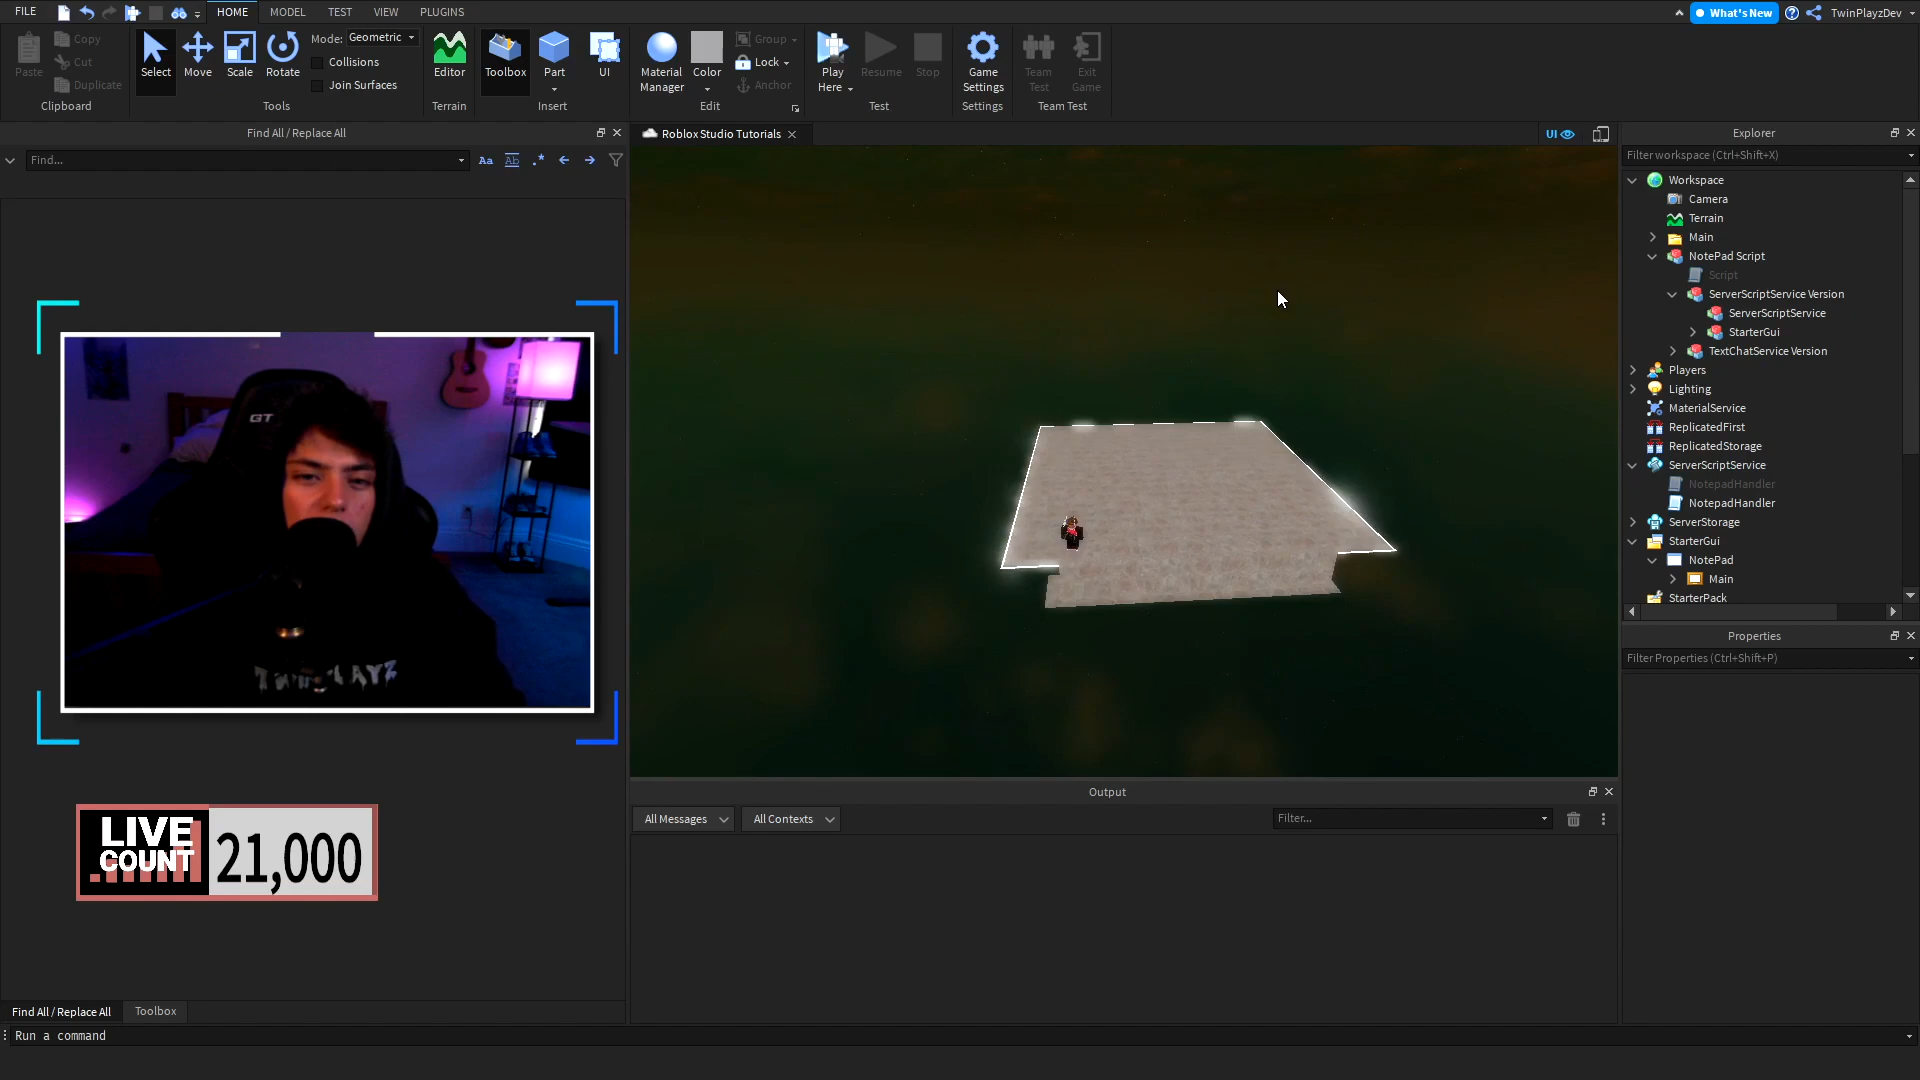 FILE HOME MODEL TEST VIEW PLUGINS What's New TwinPlayzDev
Paste Copy Cut Duplicate Clipboard
Select Move Scale Rotate Mode: Geometric Collisions Join Surfaces Tools
Editor Terrain
Toolbox Part UI Insert
Material Manager Color Group Lock Anchor Edit
Play Here Resume Stop Test
Game Settings Settings
Team Test Exit Game Team Test
Find All / Replace All
Find...
Aa Ab .*
GT
LIVE
COUNT
21,000
Find All / Replace All Toolbox
Run a command
Roblox Studio Tutorials UI
Output
All Messages All Contexts Filter...
Explorer
Filter workspace (Ctrl+Shift+X)
Workspace
Camera
Terrain
Main
NotePad Script
Script
ServerScriptService Version
ServerScriptService
StarterGui
TextChatService Version
Players
Lighting
MaterialService
ReplicatedFirst
ReplicatedStorage
ServerScriptService
NotepadHandler
NotepadHandler
ServerStorage
StarterGui
NotePad
Main
StarterPack
Properties
Filter Properties (Ctrl+Shift+P)